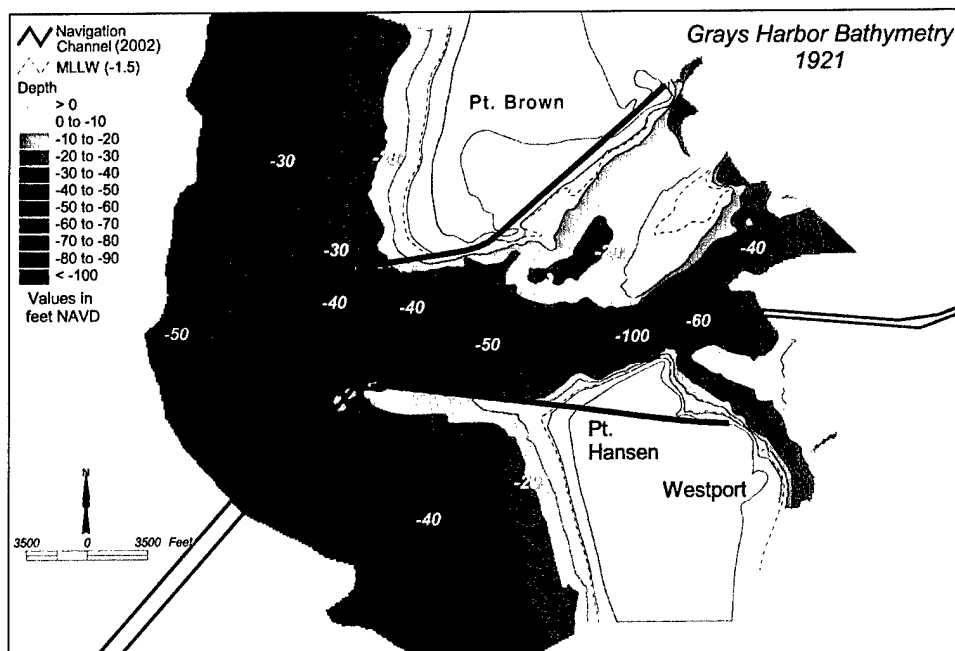 Grays Harbor Bathymetry
1921
Navigation
Channel (2002)
MLLW (-1.5)
Depth
> 0
0 to -10
-10 to -20
-20 to -30
-30 to -40
-40 to -50
-50 to -60
-60 to -70
-70 to -80
-80 to -90
< -100
Values in
feet NAVD
Pt. Brown
-30
-30
-40
-40
-40
-50
-50
-100
-60
Pt.
Hansen
Westport
-20
-40
N
3500 0 3500 Feet